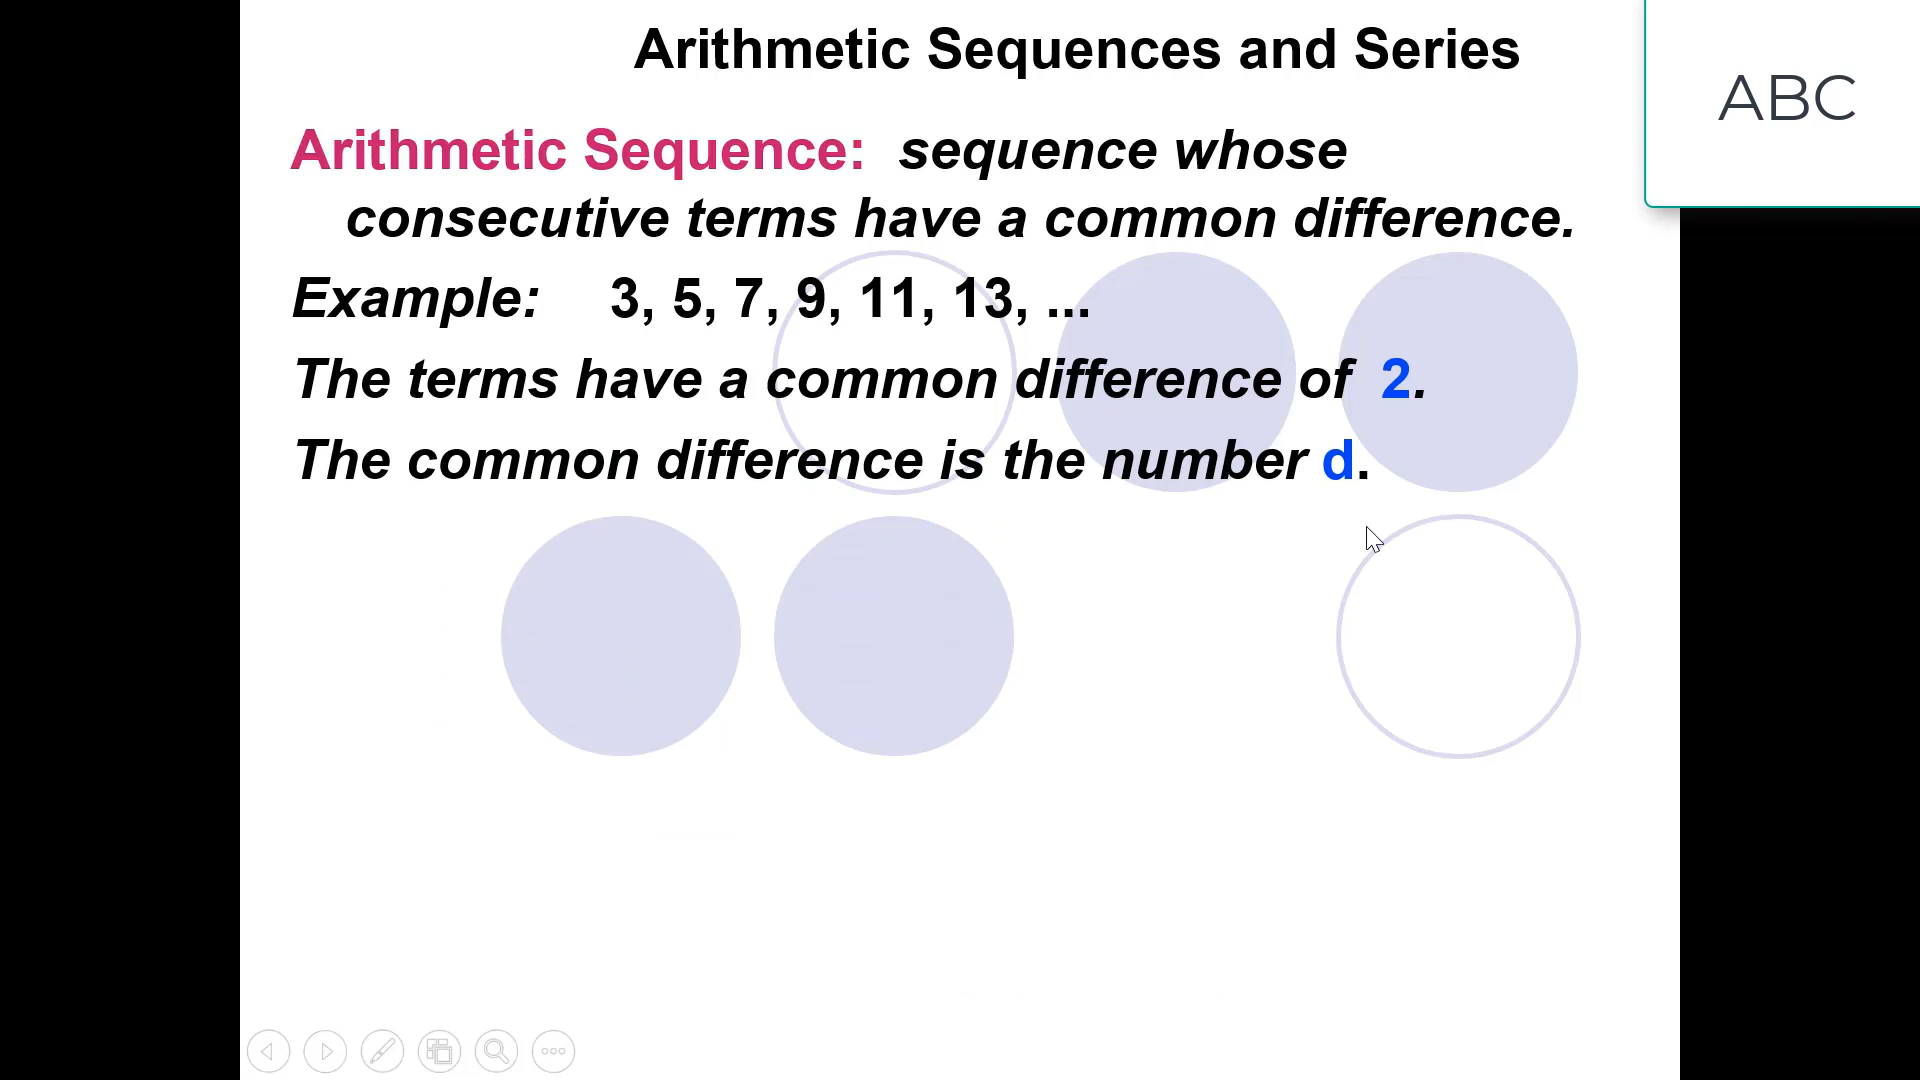 Arithmetic Sequences and Series
ABC
Arithmetic Sequence: sequence whose
consecutive terms have a common difference.
Example: 3, 5, 7, 9, 11, 13, ...
The terms have a common difference of 2.
The common difference is the number d.